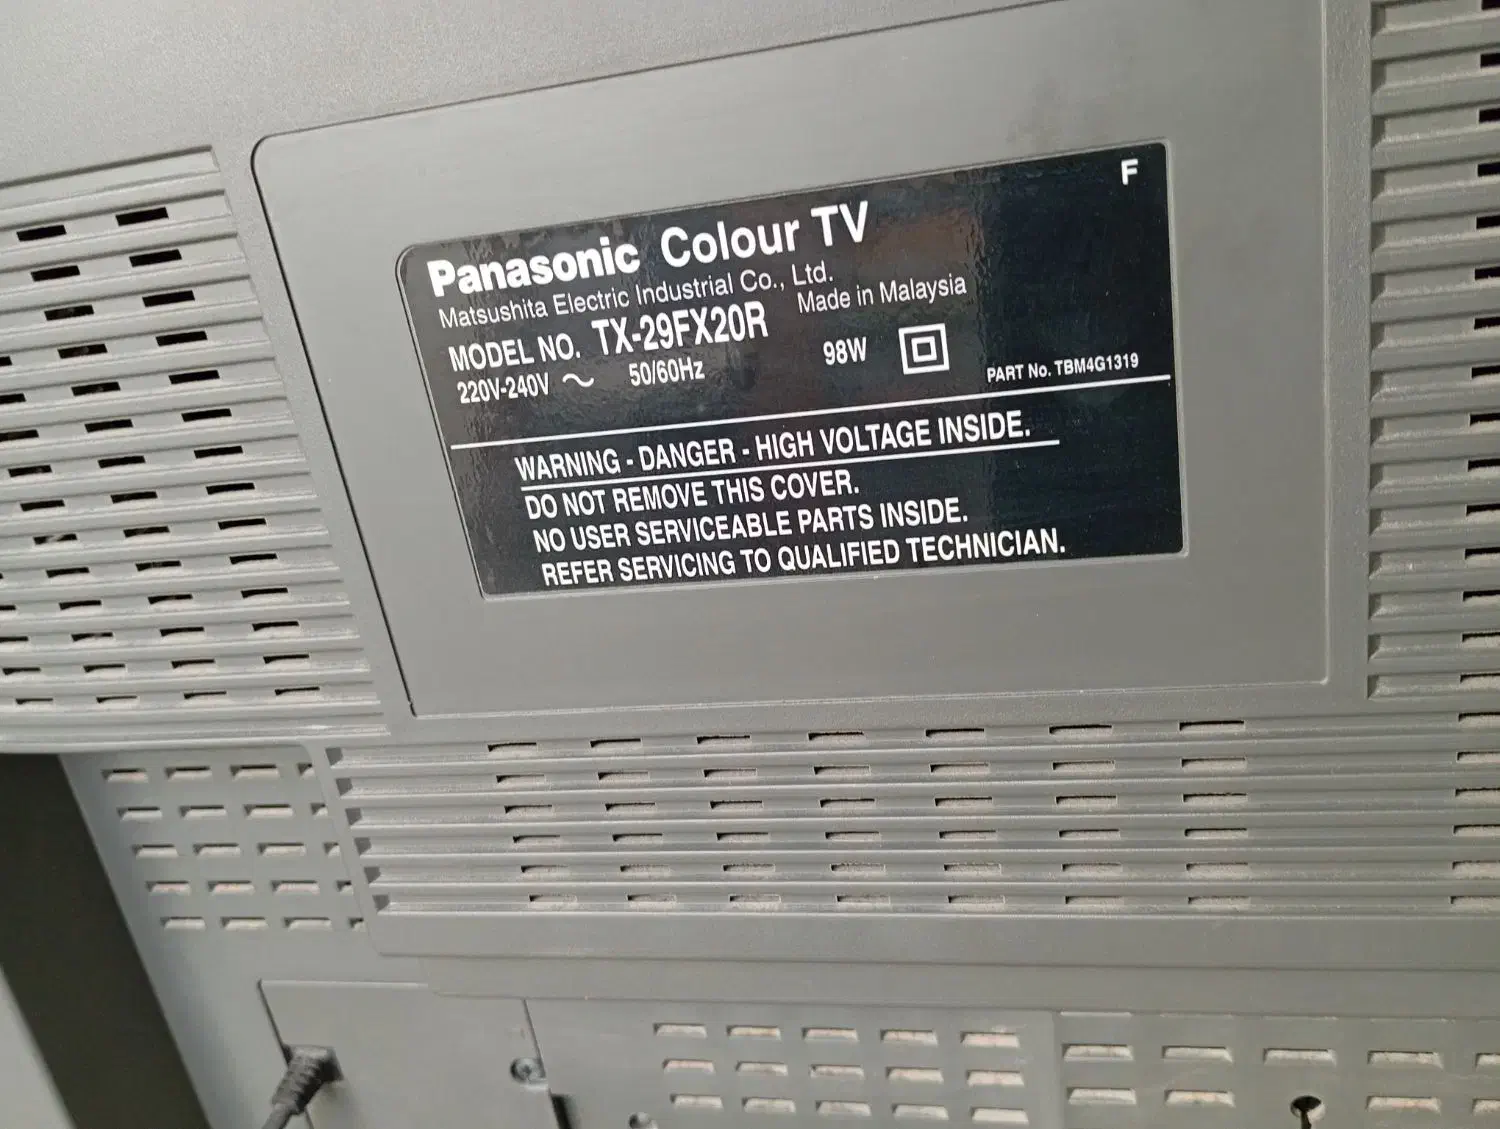 F
Panasonic Colour TV
Matsushita Electric Industrial Co., Ltd.
MODEL NO. TX-29FX20R Made in Malaysia
220V-240V ~ 50/60Hz 98W
PART No. TBM4G1319
WARNING - DANGER - HIGH VOLTAGE INSIDE.
DO NOT REMOVE THIS COVER.
NO USER SERVICEABLE PARTS INSIDE.
REFER SERVICING TO QUALIFIED TECHNICIAN.